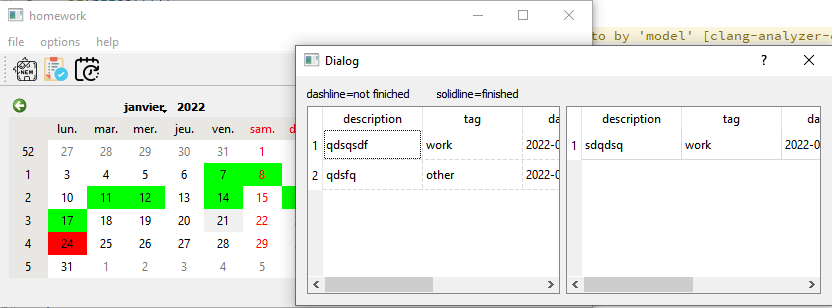 homework
to by 'model' [clang-analyzer-
file options help
NEW
janvier, 2022
lun. mar. mer. jeu. ven. sam. d
52 27 28 29 30 31 1
1 3 4 5 6 7 8
2 10 11 12 13 14 15
3 17 18 19 20 21 22
4 24 25 26 27 28 29
5 31 1 2 3 4 5
Dialog
?
dashline=not finiched solidline=finished
description tag da
1 qdsqsdf work 2022-0
2 qdsfq other 2022-0
description tag da
1 sdqdsq work 2022-0